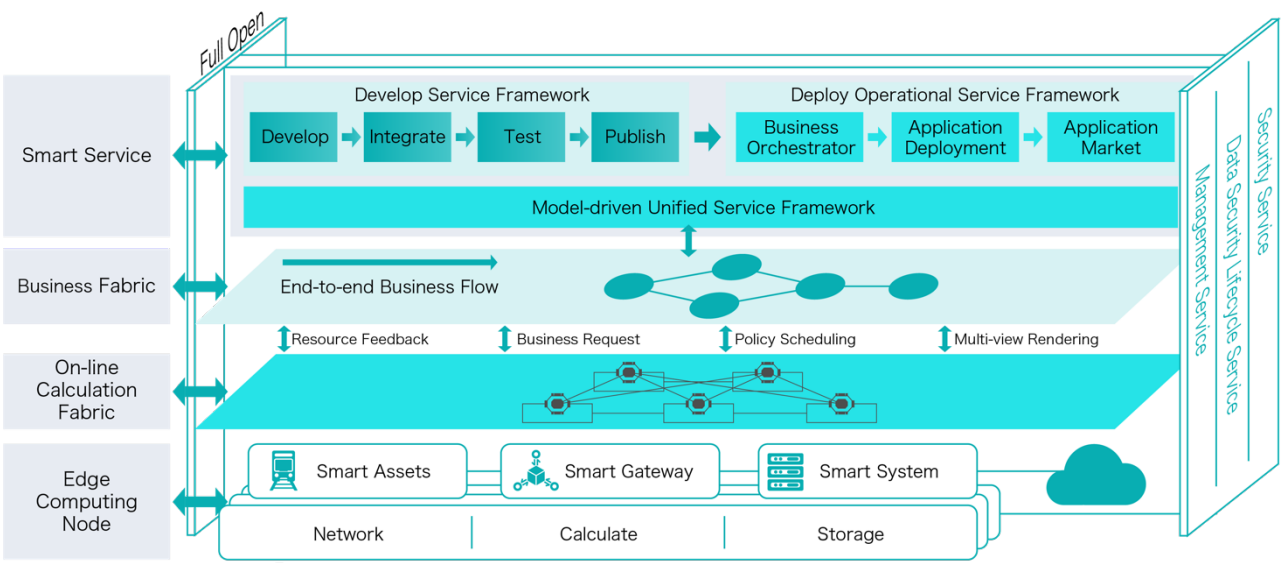 Full Open
Smart Service
Develop Service Framework
Develop
Integrate
Test
Publish
Deploy Operational Service Framework
Business
Orchestrator
Application
Deployment
Application
Market
Model-driven Unified Service Framework
Business Fabric
End-to-end Business Flow
Resource Feedback
Business Request
Policy Scheduling
Multi-view Rendering
On-line
Calculation
Fabric
Edge
Computing
Node
Smart Assets
Smart Gateway
Smart System
Network
Calculate
Storage
Security Service
Data Security Lifecycle Service
Management Service